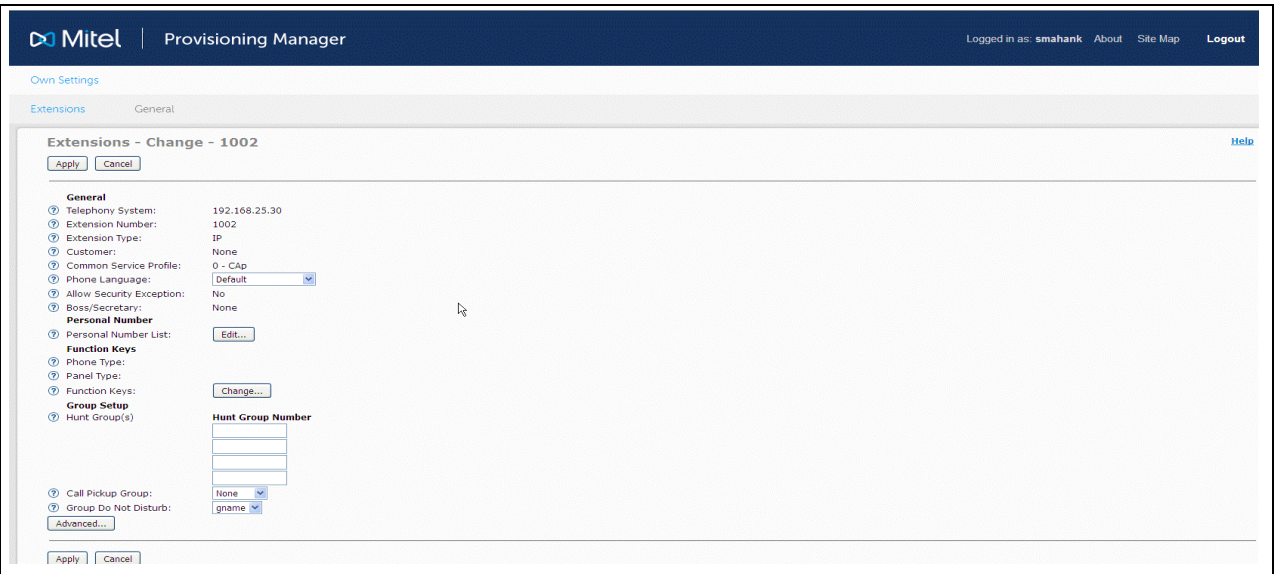 Mitel | Provisioning Manager Logged in as: smahank About Site Map Logout
Own Settings
Extensions General
Extensions - Change - 1002 Help
Apply Cancel
General
? Telephony System: 192.168.25.30
? Extension Number: 1002
? Extension Type: IP
? Customer: None
? Common Service Profile: 0 - CAp
? Phone Language: Default
? Allow Security Exception: No
? Boss/Secretary: None
Personal Number
? Personal Number List: Edit...
Function Keys
? Phone Type:
? Panel Type:
? Function Keys: Change...
Group Setup
? Hunt Group(s) Hunt Group Number
? Call Pickup Group: None
? Group Do Not Disturb: gname
Advanced...
Apply Cancel